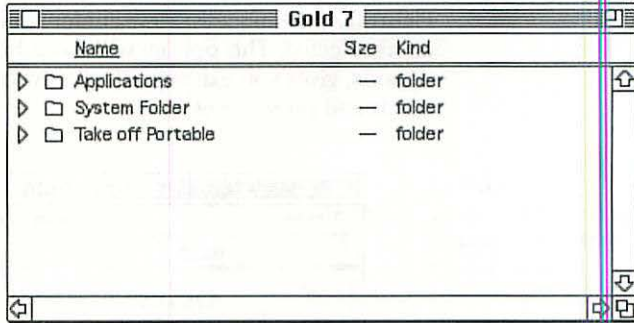 Gold 7
Name Size Kind
Applications — folder
System Folder — folder
Take off Portable — folder